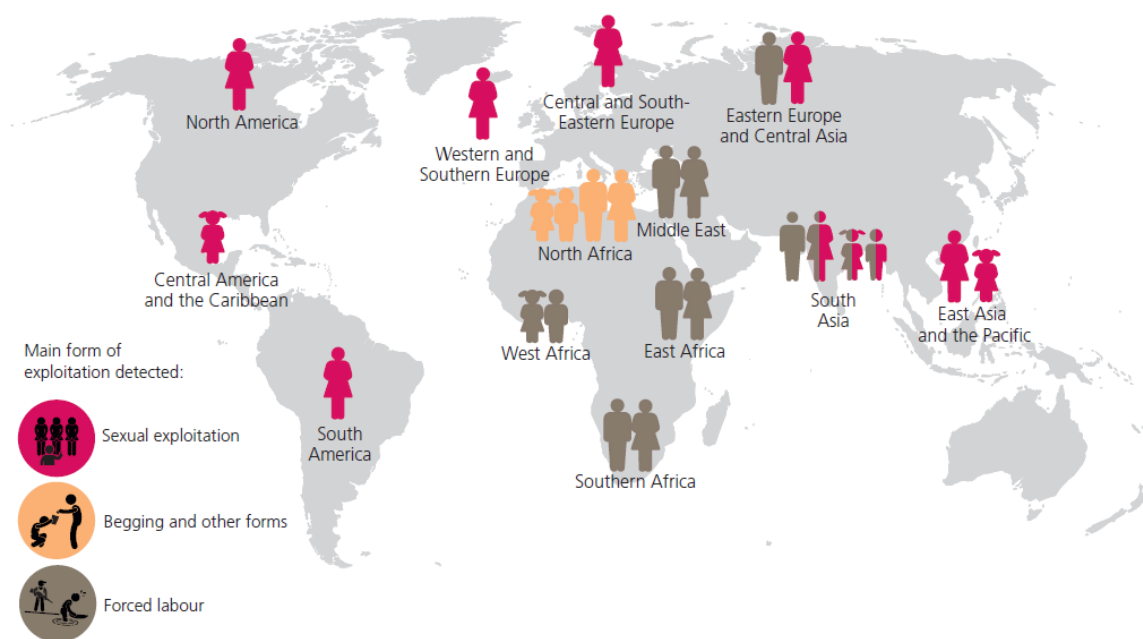 North America
Central and South-
Eastern Europe
Eastern Europe
and Central Asia
Western and
Southern Europe
Middle East
North Africa
Central America
and the Caribbean
South
Asia
East Asia
and the Pacific
West Africa
East Africa
Main form of
exploitation detected:
Sexual exploitation
South
America
Southern Africa
Begging and other forms
Forced labour